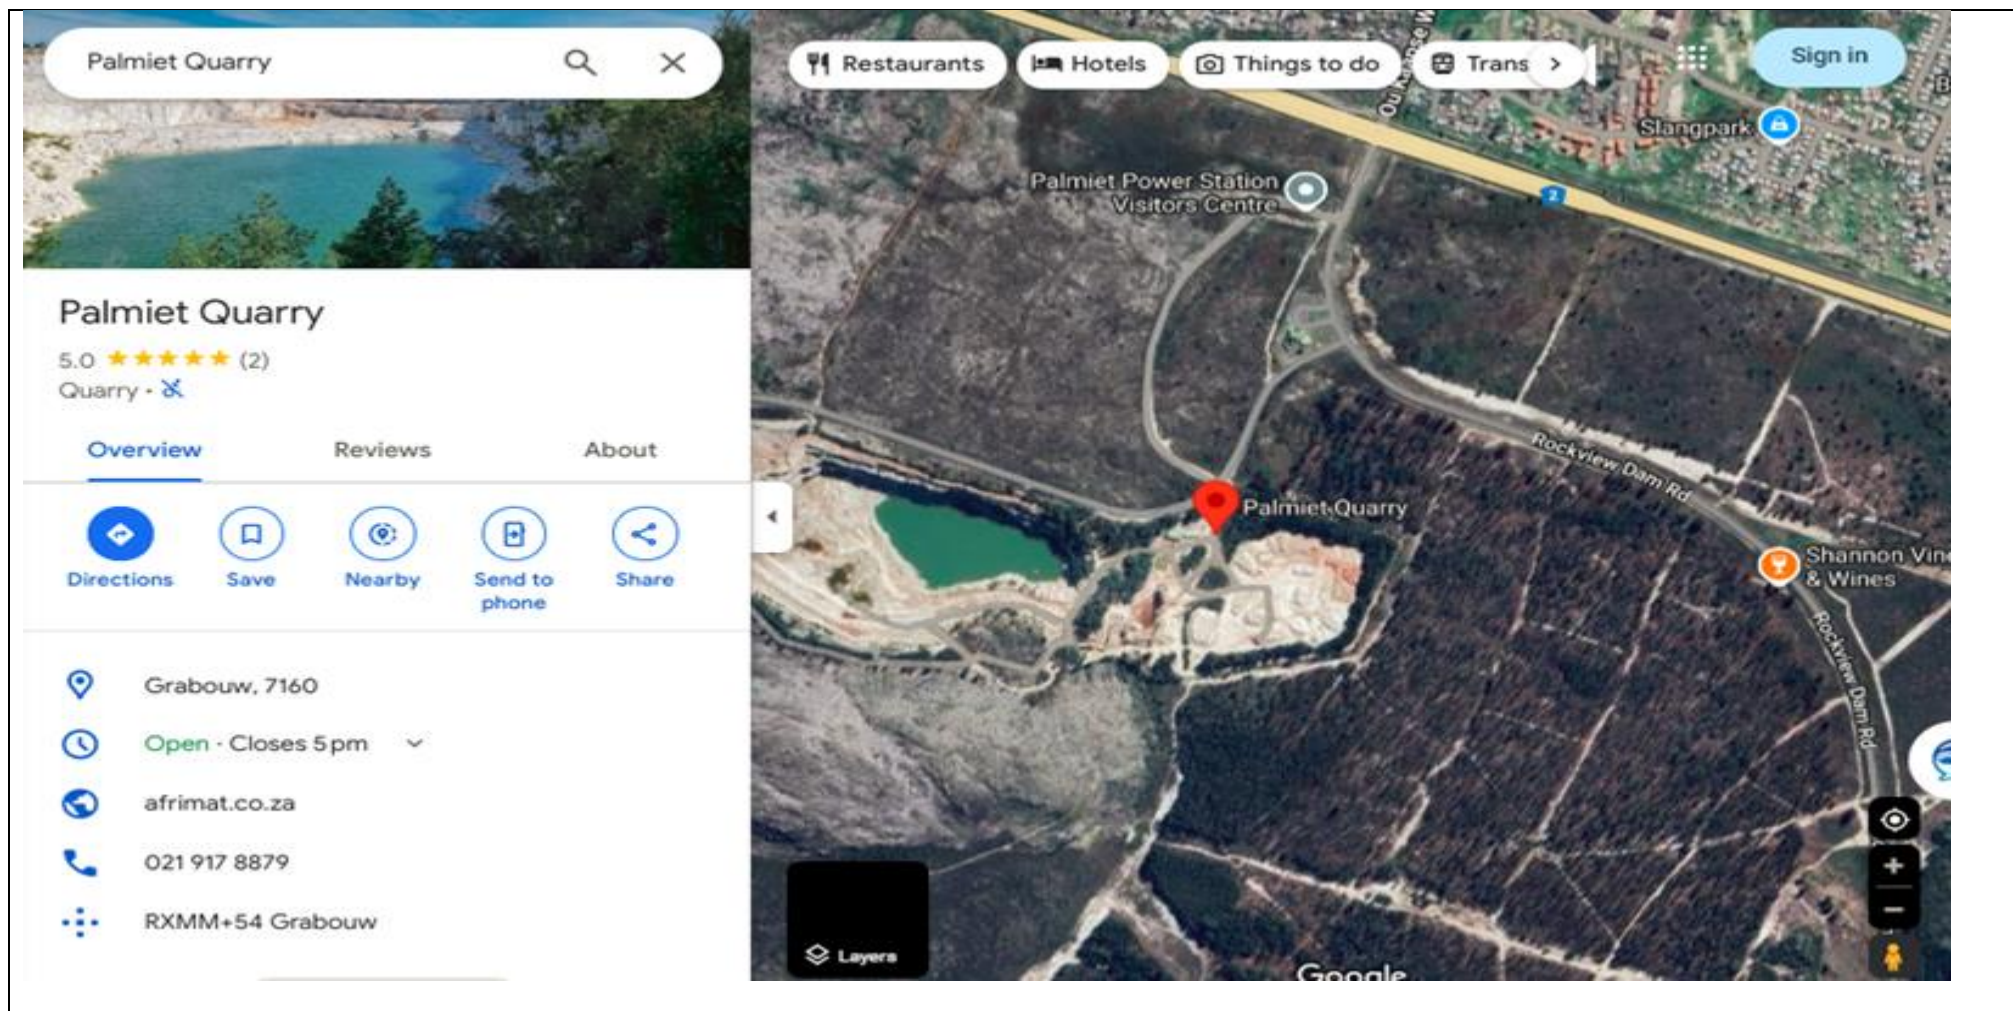 Palmiet Quarry
Restaurants
Hotels
Things to do
Trans
Sign in
Palmiet Quarry
5.0 ★★★★★ (2)
Quarry ·
Overview
Reviews
About
Directions
Save
Nearby
Send to
phone
Share
Grabouw, 7160
Open · Closes 5 pm
afrimat.co.za
021 917 8879
RXMM+54 Grabouw
Slangpark
Palmiet Power Station
Visitors Centre
2
Rockview Dam Rd
Palmiet Quarry
Shannon Vin
& Wines
Rockview Dam Rd
Layers
Google